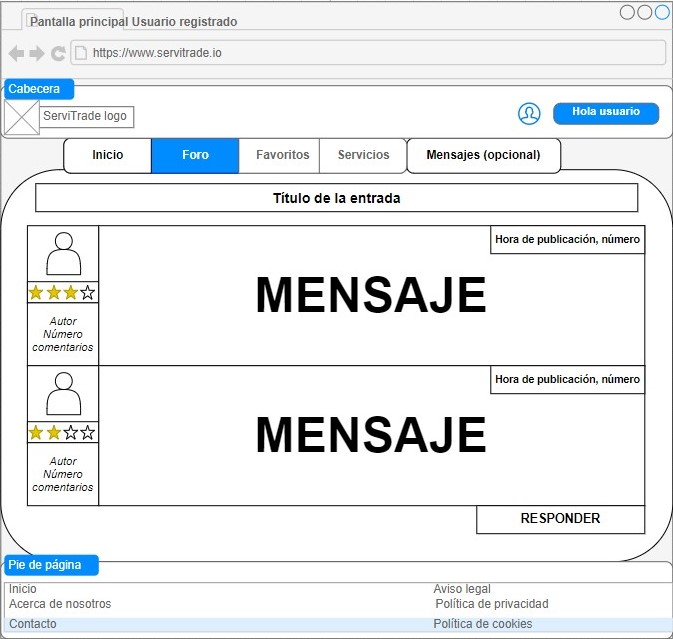 Pantalla principal Usuario registrado
https://www.servitrade.io
Cabecera
ServiTrade logo
Hola usuario
Inicio
Foro
Favoritos
Servicios
Mensajes (opcional)
Título de la entrada
Hora de publicación, número
MENSAJE
Autor
Número
comentarios
Hora de publicación, número
MENSAJE
Autor
Número
comentarios
RESPONDER
Pie de página
Inicio
Aviso legal
Acerca de nosotros
Política de privacidad
Contacto
Política de cookies